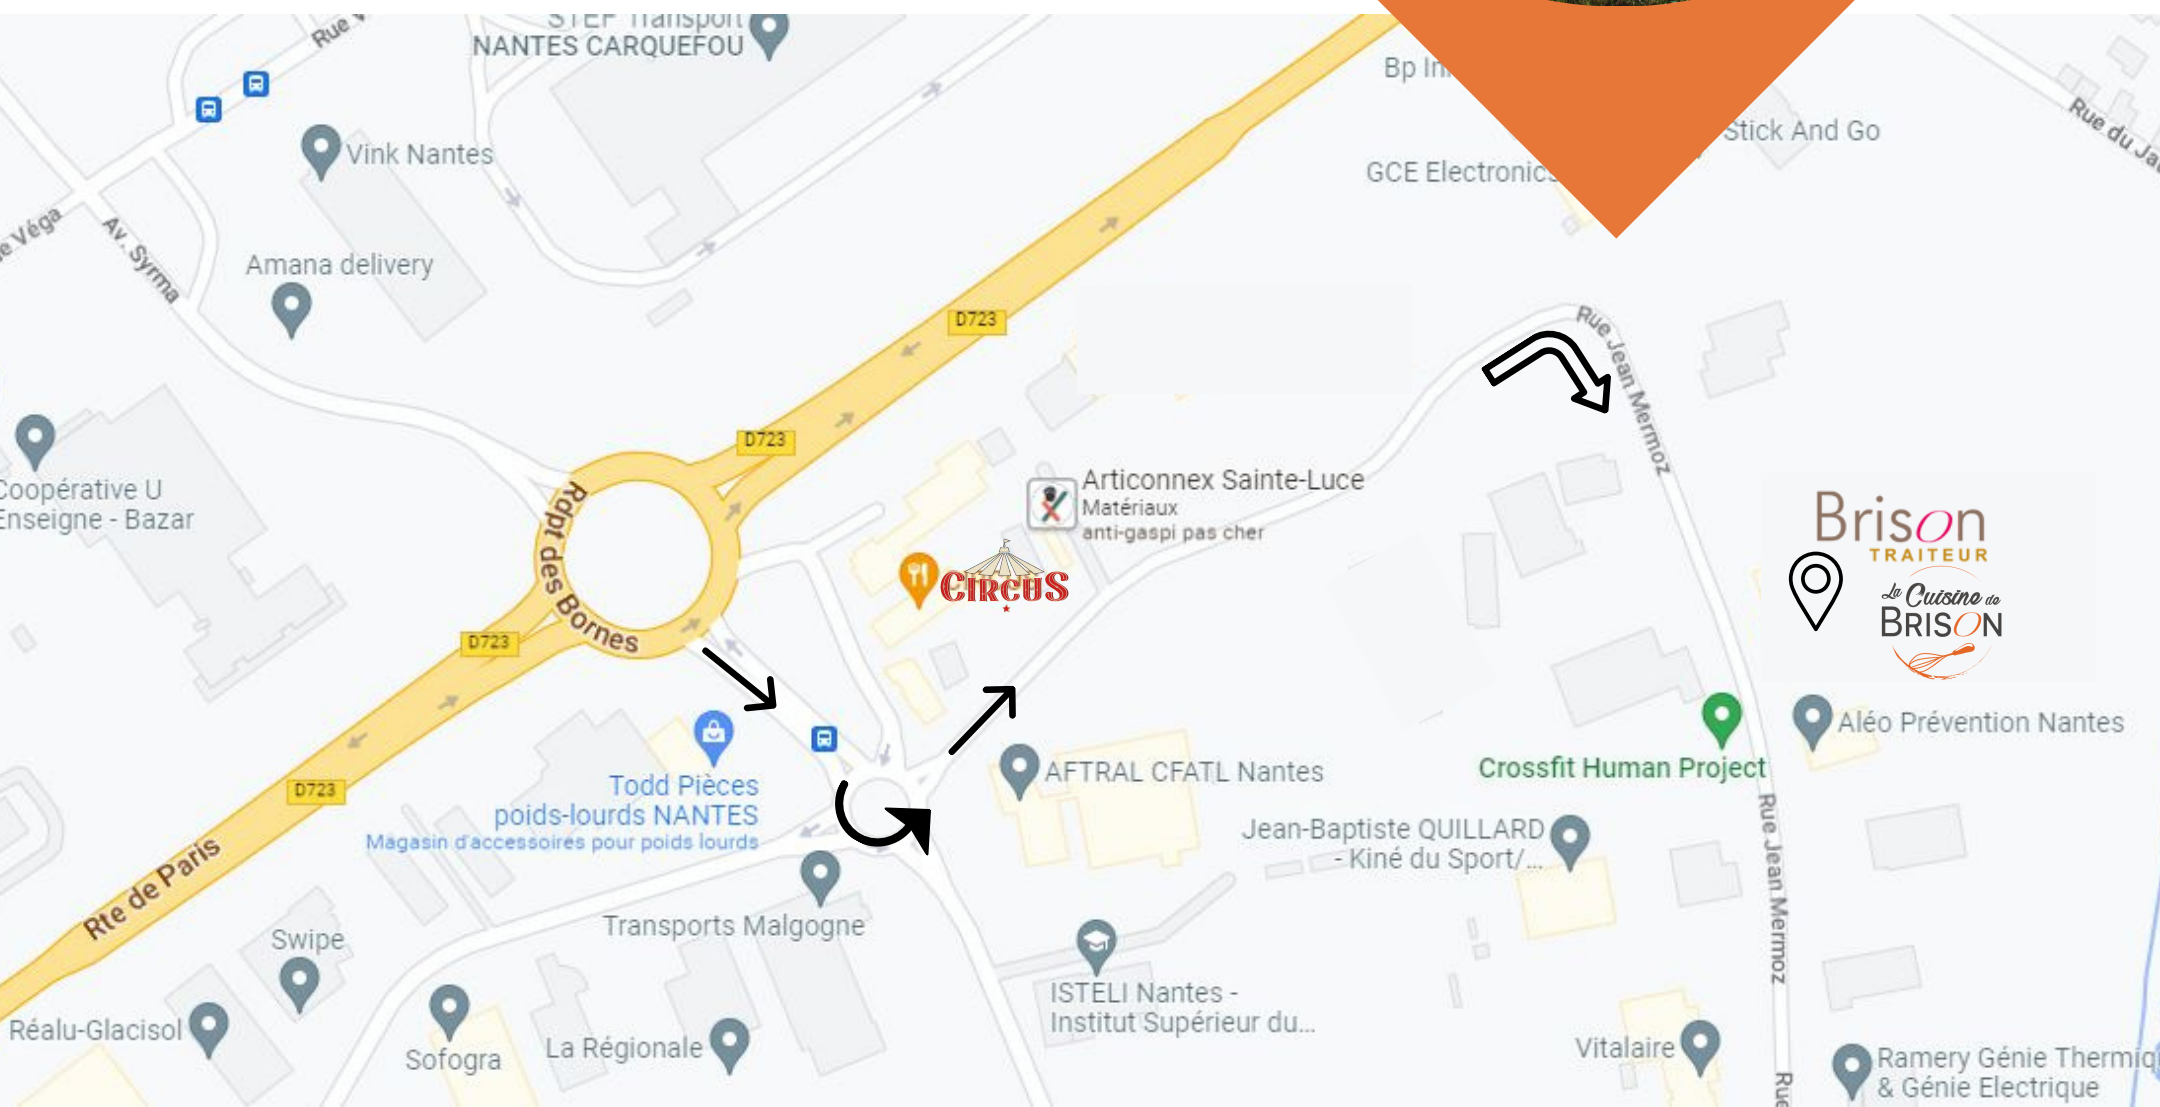 STEF Transport
NANTES CARQUEFOU
Rue
Bp
Stick And Go
Rue du
Vink Nantes
GCE Electronics
Véga
Av. Syrma
Amana delivery
D723
Rue Jean Mermoz
D723
Coopérative U
Enseigne - Bazar
Rdpt des Bornes
Articonnex Sainte-Luce
Matériaux
anti-gaspi pas cher
CIRCUS
Brison
TRAITEUR
La Cuisine de
BRISON
D723
D723
Todd Pièces
poids-lourds NANTES
Magasin d'accessoires pour poids lourds
AFTRAL CFATL Nantes
Crossfit Human Project
Aléo Prévention Nantes
Jean-Baptiste QUILLARD
- Kiné du Sport/...
Rue Jean Mermoz
Rte de Paris
Transports Malgogne
Swipe
ISTELI Nantes -
Institut Supérieur du...
Réalu-Glacisol
Sofogra
La Régionale
Vitalaire
Ramery Génie Thermiq
& Génie Electrique
Rue